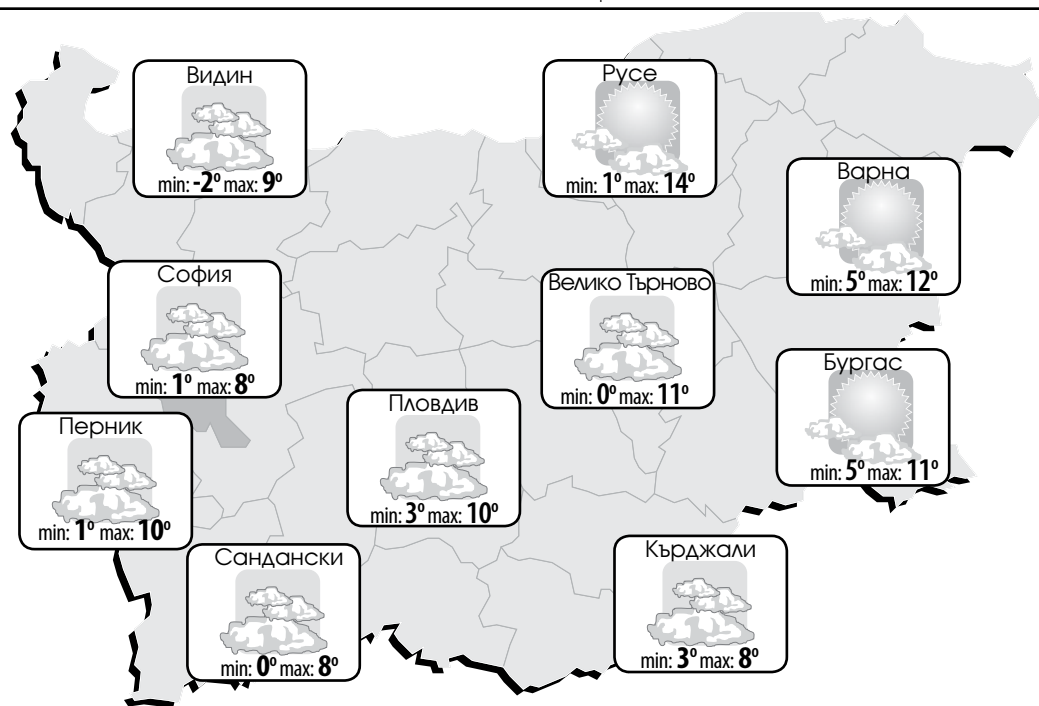 Видин
min: -2° max: 9°
Русе
min: 1° max: 14°
Варна
min: 5° max: 12°
София
min: 1° max: 8°
Велико Търново
min: 0° max: 11°
Бургас
min: 5° max: 11°
Пловдив
min: 3° max: 10°
Перник
min: 1° max: 10°
Сандански
min: 0° max: 8°
Кърджали
min: 3° max: 8°